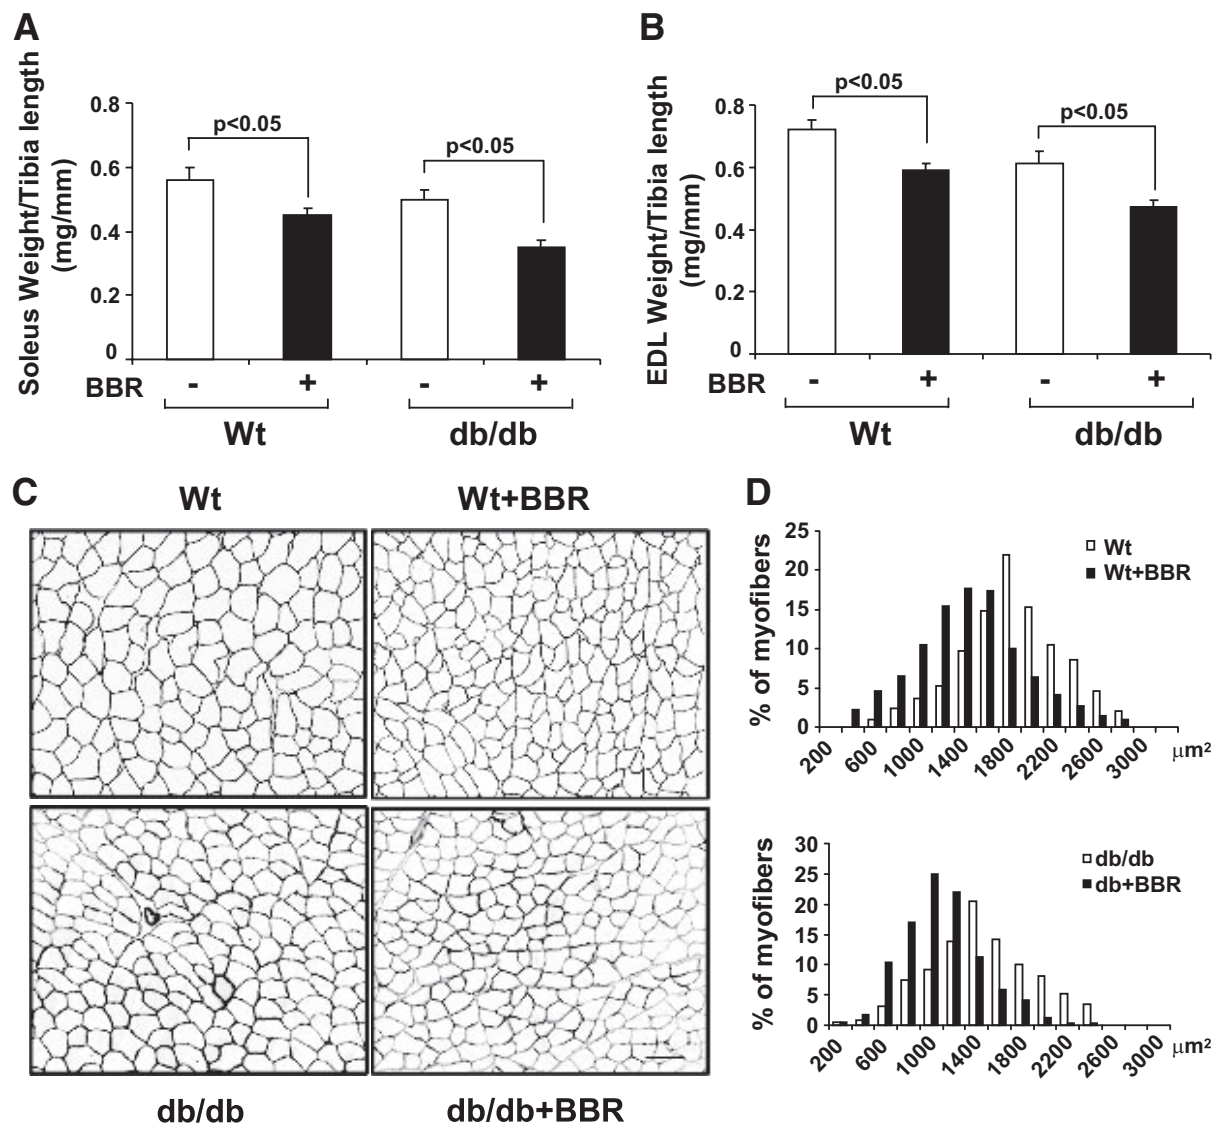 A
Soleus Weight/Tibia length
(mg/mm)
0.8
0.6
0.4
0.2
0
p<0.05
p<0.05
BBR - + - +
Wt db/db
B
EDL Weight/Tibia length
(mg/mm)
0.8
0.6
0.4
0.2
0
p<0.05
p<0.05
BBR - + - +
Wt db/db
C
Wt Wt+BBR
db/db db/db+BBR
D
% of myofibers
25
20
15
10
5
0
Wt
Wt+BBR
200 600 1000 1400 1800 2200 2600 3000 μm²
% of myofibers
30
25
20
15
10
5
0
db/db
db+BBR
200 600 1000 1400 1800 2200 2600 3000 μm²